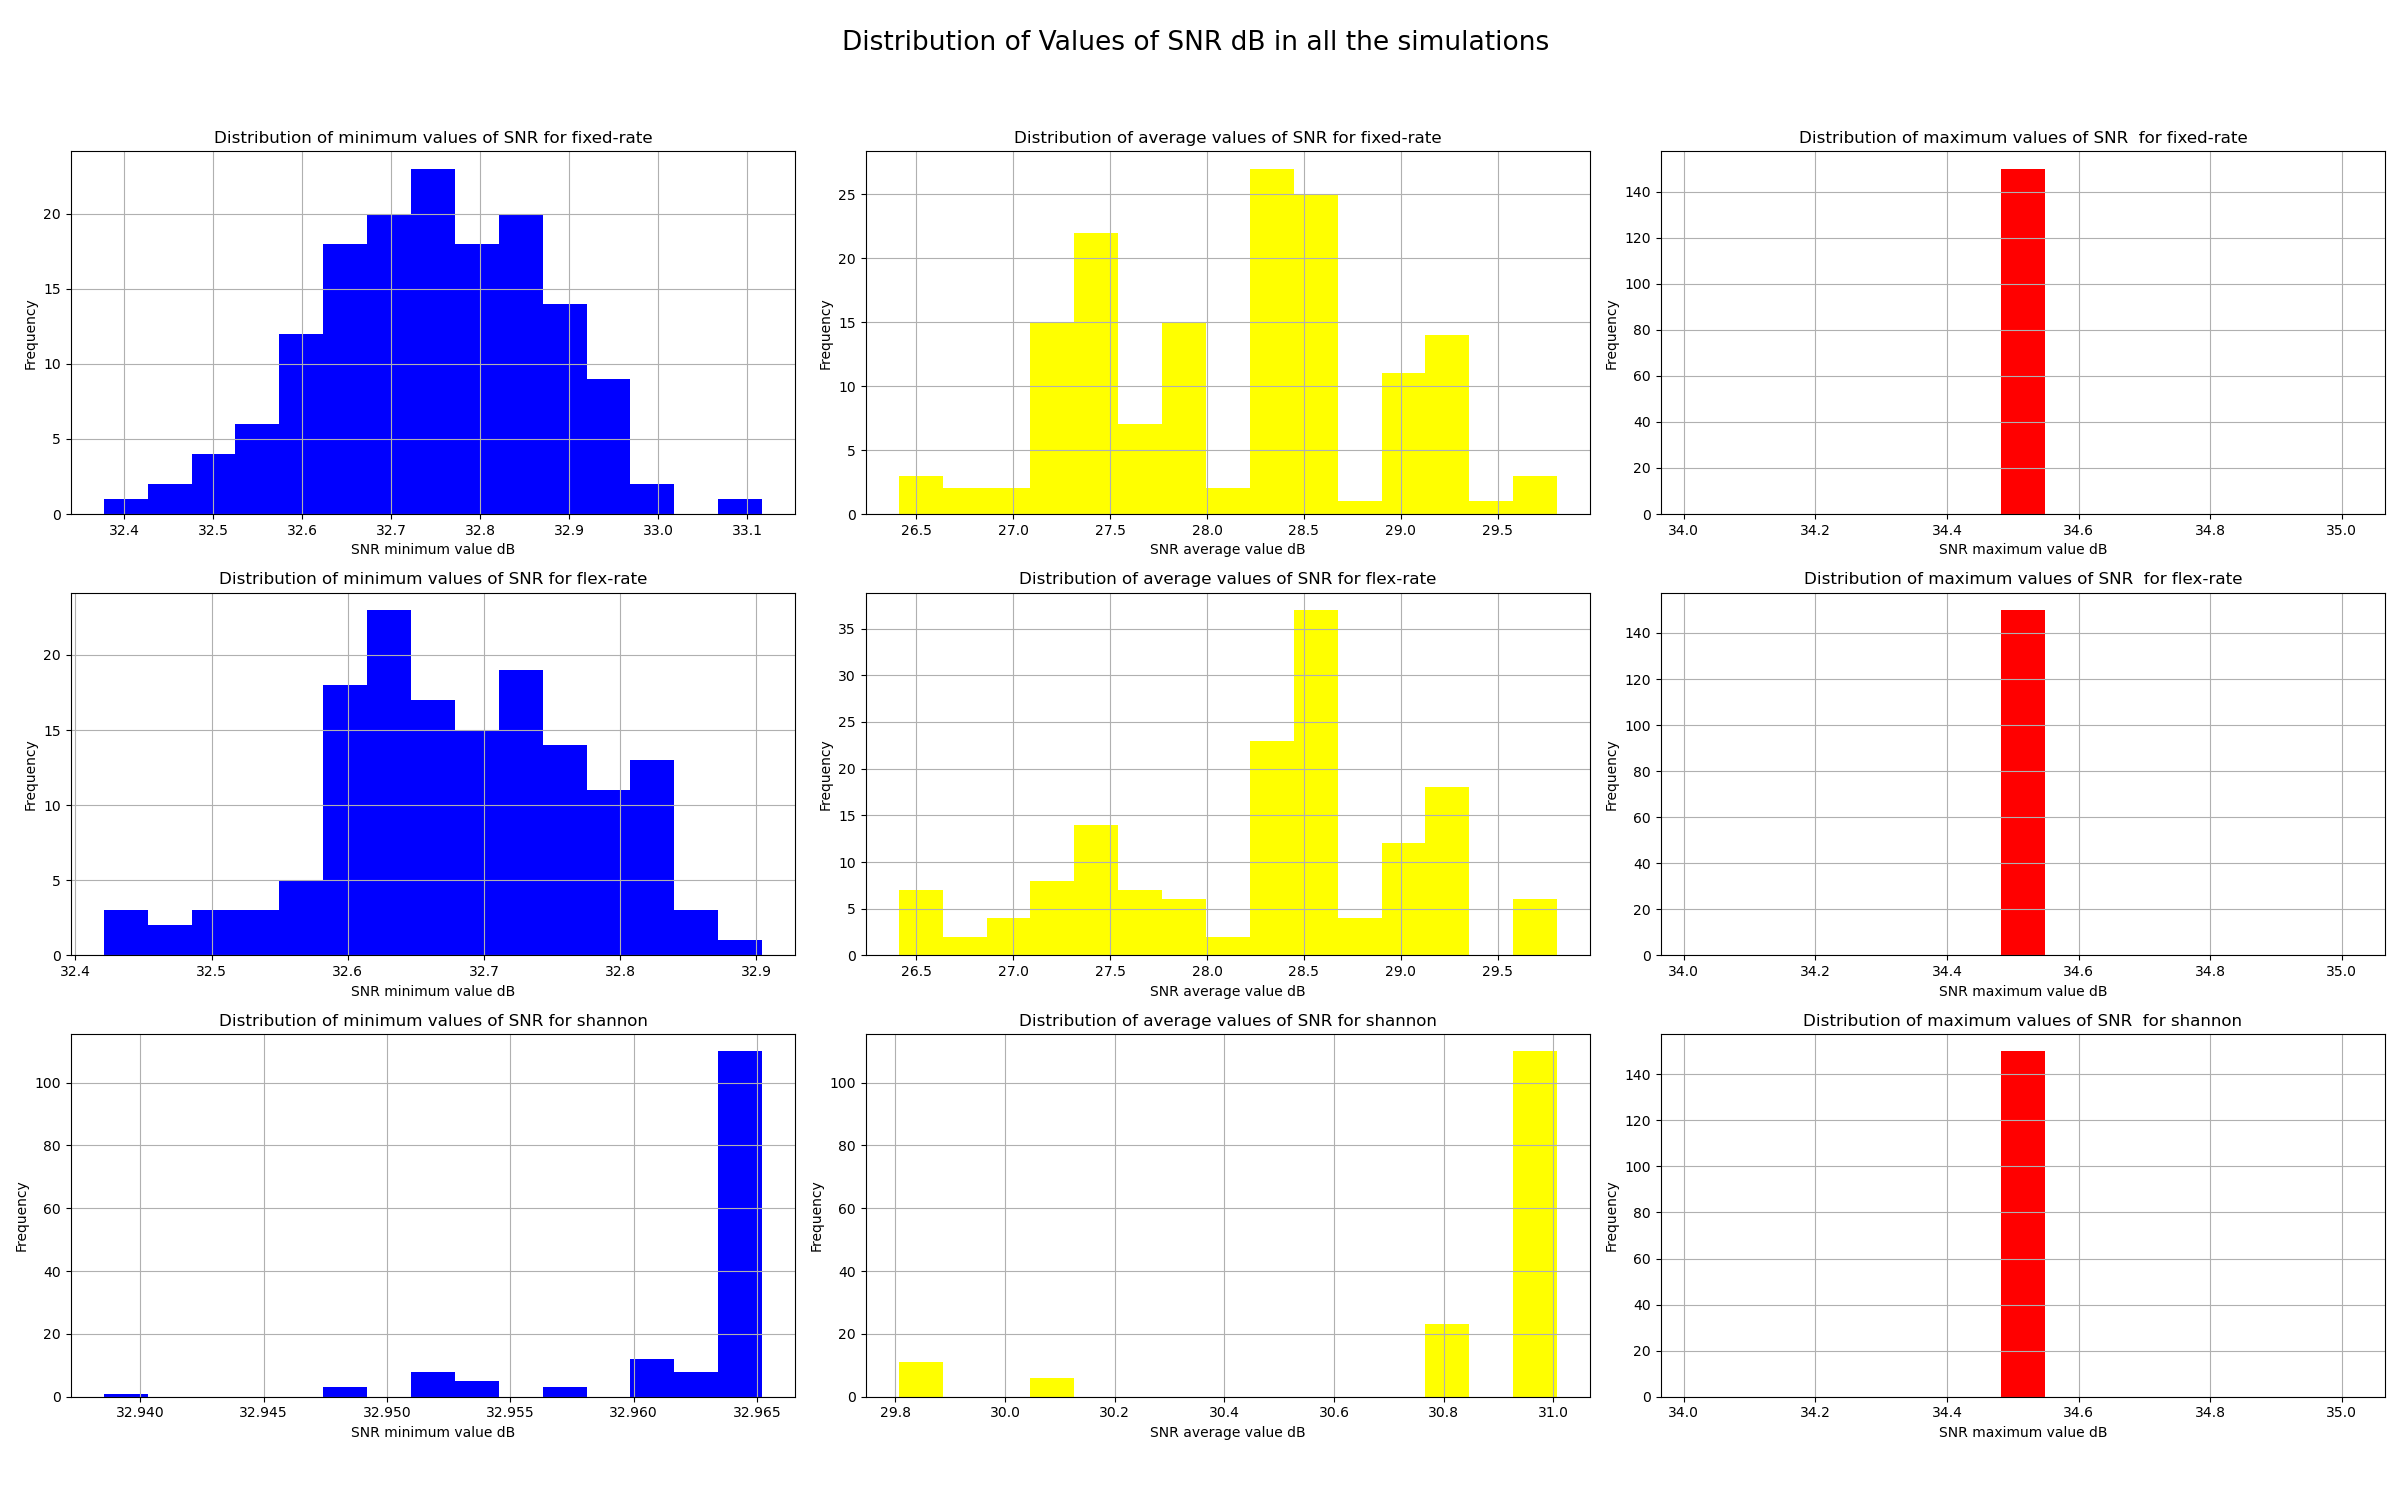 Distribution of Values of SNR dB in all the simulations
Distribution of minimum values of SNR for fixed-rate
Frequency
20
15
10
5
0
32.4 32.5 32.6 32.7 32.8 32.9 33.0 33.1
SNR minimum value dB
Distribution of average values of SNR for fixed-rate
Frequency
25
20
15
10
5
0
26.5 27.0 27.5 28.0 28.5 29.0 29.5
SNR average value dB
Distribution of maximum values of SNR  for fixed-rate
Frequency
140
120
100
80
60
40
20
0
34.0 34.2 34.4 34.6 34.8 35.0
SNR maximum value dB
Distribution of minimum values of SNR for flex-rate
Frequency
20
15
10
5
0
32.4 32.5 32.6 32.7 32.8 32.9
SNR minimum value dB
Distribution of average values of SNR for flex-rate
Frequency
35
30
25
20
15
10
5
0
26.5 27.0 27.5 28.0 28.5 29.0 29.5
SNR average value dB
Distribution of maximum values of SNR  for flex-rate
Frequency
140
120
100
80
60
40
20
0
34.0 34.2 34.4 34.6 34.8 35.0
SNR maximum value dB
Distribution of minimum values of SNR for shannon
Frequency
100
80
60
40
20
0
32.940 32.945 32.950 32.955 32.960 32.965
SNR minimum value dB
Distribution of average values of SNR for shannon
Frequency
100
80
60
40
20
0
29.8 30.0 30.2 30.4 30.6 30.8 31.0
SNR average value dB
Distribution of maximum values of SNR  for shannon
Frequency
140
120
100
80
60
40
20
0
34.0 34.2 34.4 34.6 34.8 35.0
SNR maximum value dB